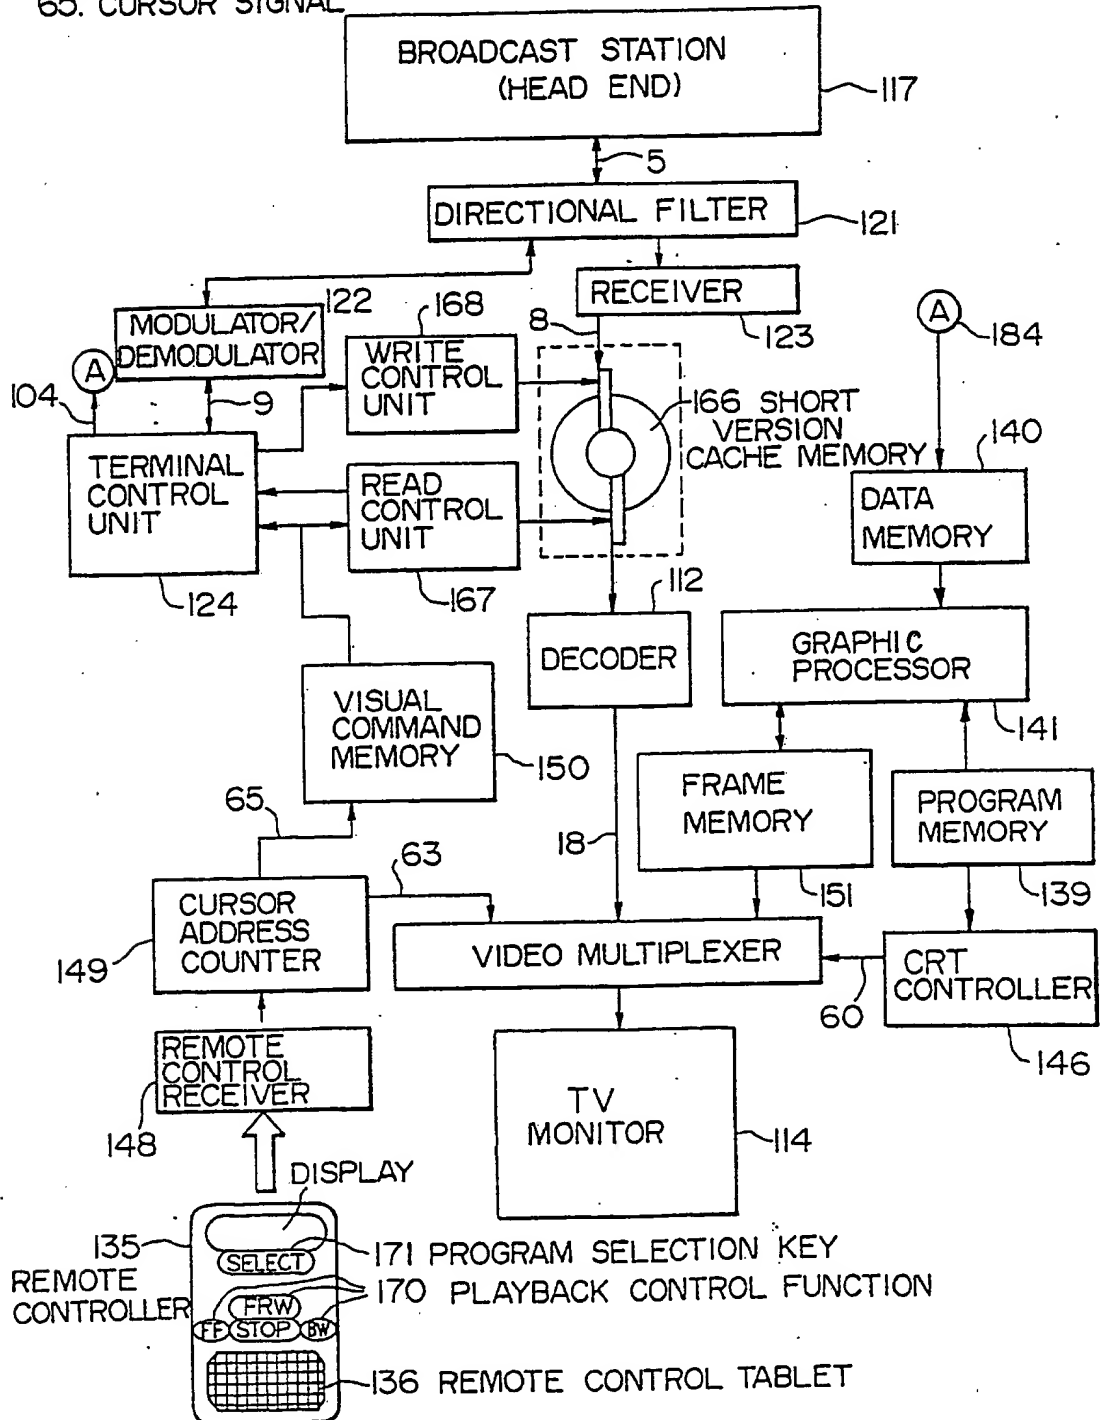 65. CURSOR SIGNAL
BROADCAST STATION
(HEAD END)
117
5
DIRECTIONAL FILTER
121
RECEIVER
123
8
122
MODULATOR/
DEMODULATOR
168
WRITE
CONTROL
UNIT
A
184
A
104
9
166 SHORT
VERSION
CACHE MEMORY
140
DATA
MEMORY
TERMINAL
CONTROL
UNIT
124
READ
CONTROL
UNIT
167
112
DECODER
GRAPHIC
PROCESSOR
141
VISUAL
COMMAND
MEMORY
150
FRAME
MEMORY
151
PROGRAM
MEMORY
139
65
63
18
CURSOR
ADDRESS
COUNTER
149
VIDEO MULTIPLEXER
60
CRT
CONTROLLER
146
REMOTE
CONTROL
RECEIVER
148
TV
MONITOR
114
DISPLAY
135
REMOTE
CONTROLLER
SELECT
171 PROGRAM SELECTION KEY
FRW
170 PLAYBACK CONTROL FUNCTION
FF
STOP
BW
136 REMOTE CONTROL TABLET